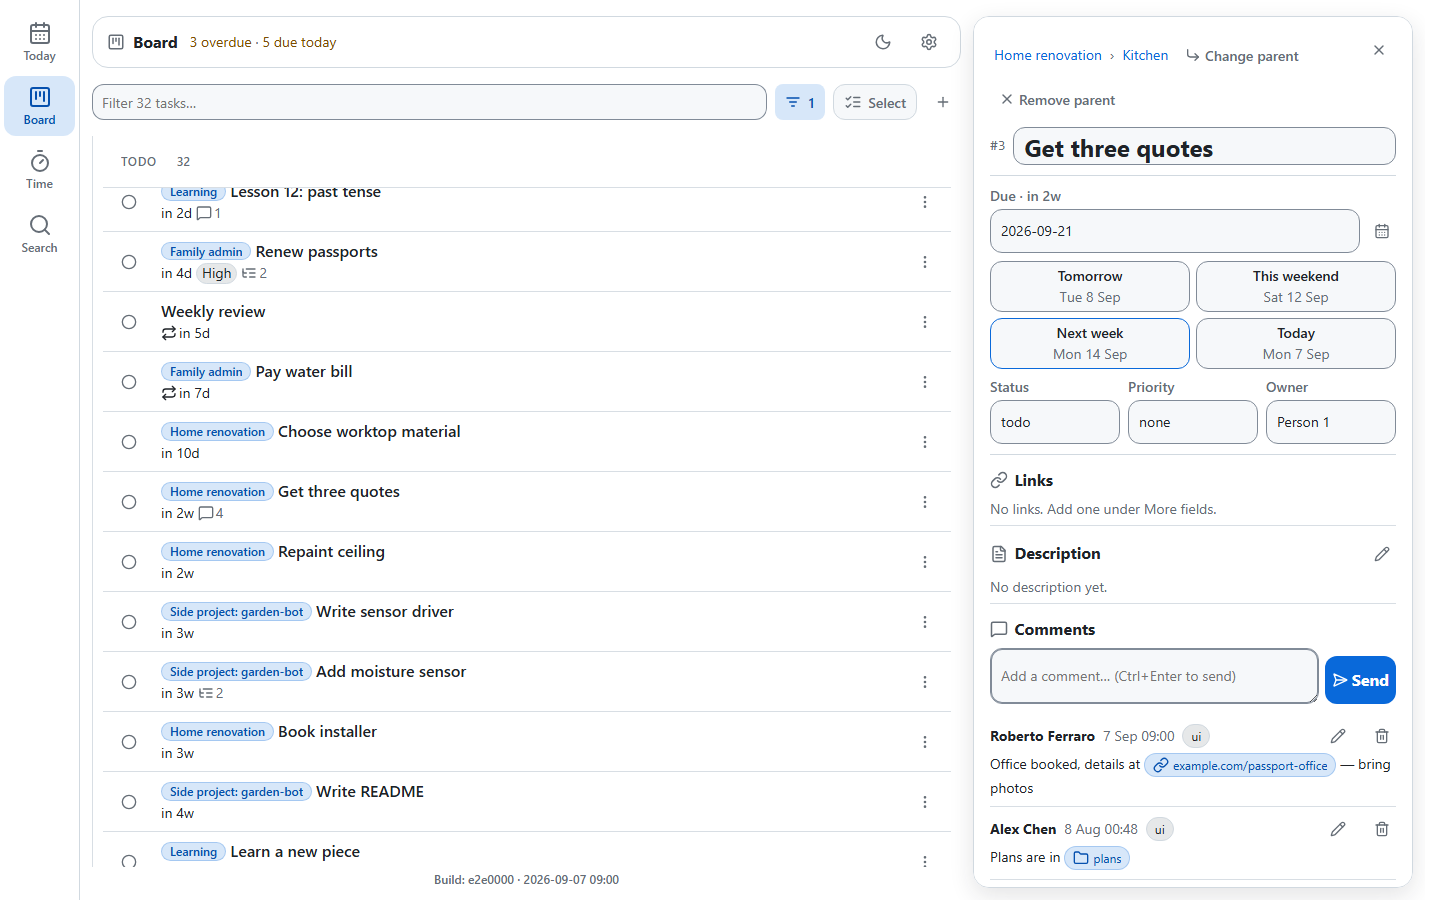 Today
Board
Time
Search
Board 3 overdue · 5 due today
Filter 32 tasks...
1
Select
TODO 32
Learning Lesson 12: past tense
in 2d 1
Family admin Renew passports
in 4d High 2
Weekly review
in 5d
Family admin Pay water bill
in 7d
Home renovation Choose worktop material
in 10d
Home renovation Get three quotes
in 2w 4
Home renovation Repaint ceiling
in 2w
Side project: garden-bot Write sensor driver
in 3w
Side project: garden-bot Add moisture sensor
in 3w 2
Home renovation Book installer
in 3w
Side project: garden-bot Write README
in 4w
Learning Learn a new piece
Build: e2e0000 · 2026-09-07 09:00
Home renovation › Kitchen Change parent
Remove parent
#3 Get three quotes
Due · in 2w
2026-09-21
Tomorrow
Tue 8 Sep
This weekend
Sat 12 Sep
Next week
Mon 14 Sep
Today
Mon 7 Sep
Status Priority Owner
todo none Person 1
Links
No links. Add one under More fields.
Description
No description yet.
Comments
Add a comment... (Ctrl+Enter to send)
Send
Roberto Ferraro 7 Sep 09:00 ui
Office booked, details at example.com/passport-office — bring
photos
Alex Chen 8 Aug 00:48 ui
Plans are in plans